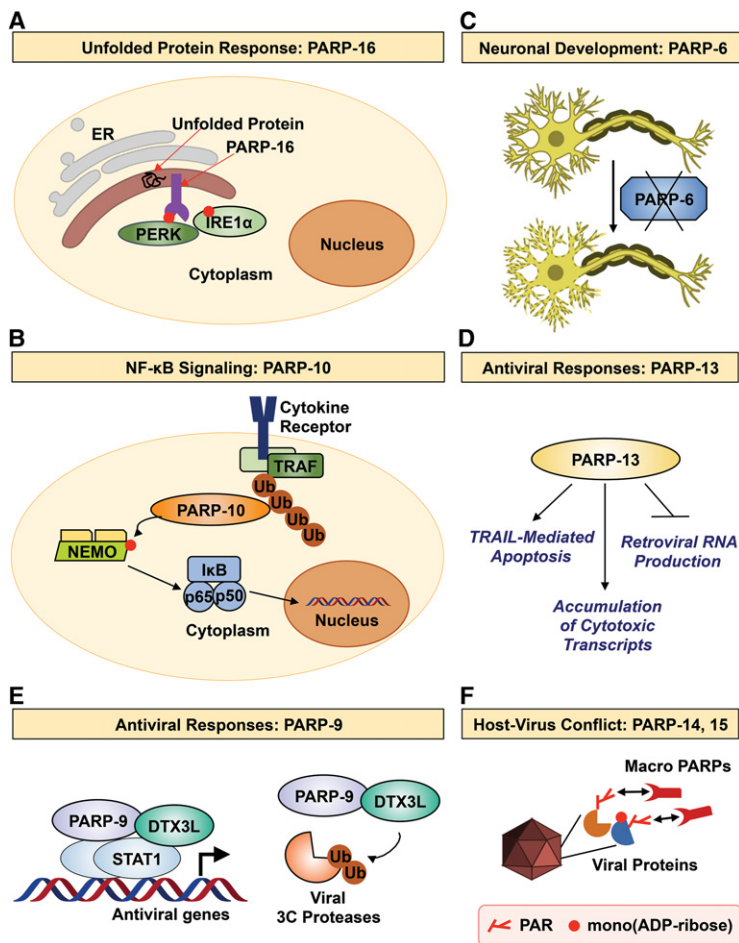 A
Unfolded Protein Response: PARP-16
ER
Unfolded Protein
PARP-16
PERK
IRE1α
Nucleus
Cytoplasm
B
NF-κB Signaling: PARP-10
Cytokine
Receptor
TRAF
Ub
Ub
Ub
Ub
PARP-10
NEMO
IκB
p65
p50
Cytoplasm
Nucleus
C
Neuronal Development: PARP-6
PARP-6
D
Antiviral Responses: PARP-13
PARP-13
TRAIL-Mediated
Apoptosis
Retroviral RNA
Production
Accumulation
of Cytotoxic
Transcripts
E
Antiviral Responses: PARP-9
PARP-9
DTX3L
STAT1
Antiviral genes
PARP-9
DTX3L
Ub
Ub
Viral
3C Proteases
F
Host-Virus Conflict: PARP-14, 15
Macro PARPs
Viral Proteins
PAR
mono(ADP-ribose)